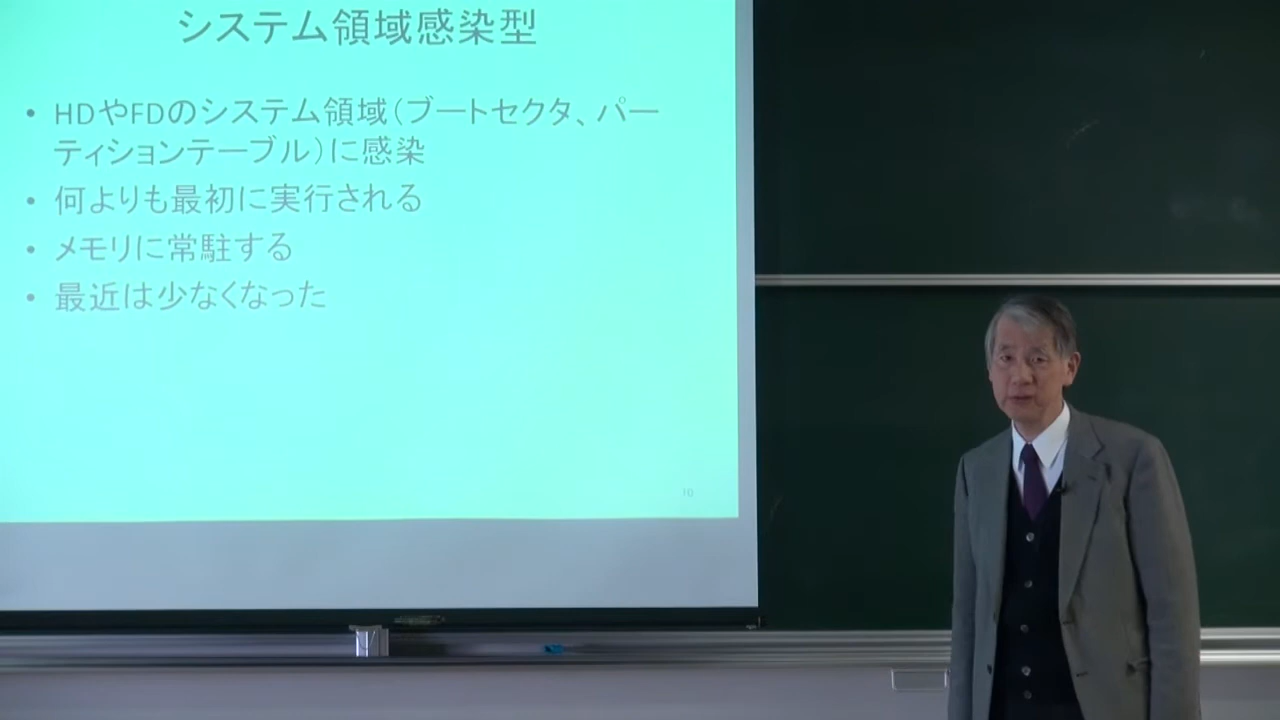 システム領域感染型
• HDやFDのシステム領域（ブートセクタ、パー
ティションテーブル）に感染
• 何よりも最初に実行される
• メモリに常駐する
• 最近は少なくなった
10